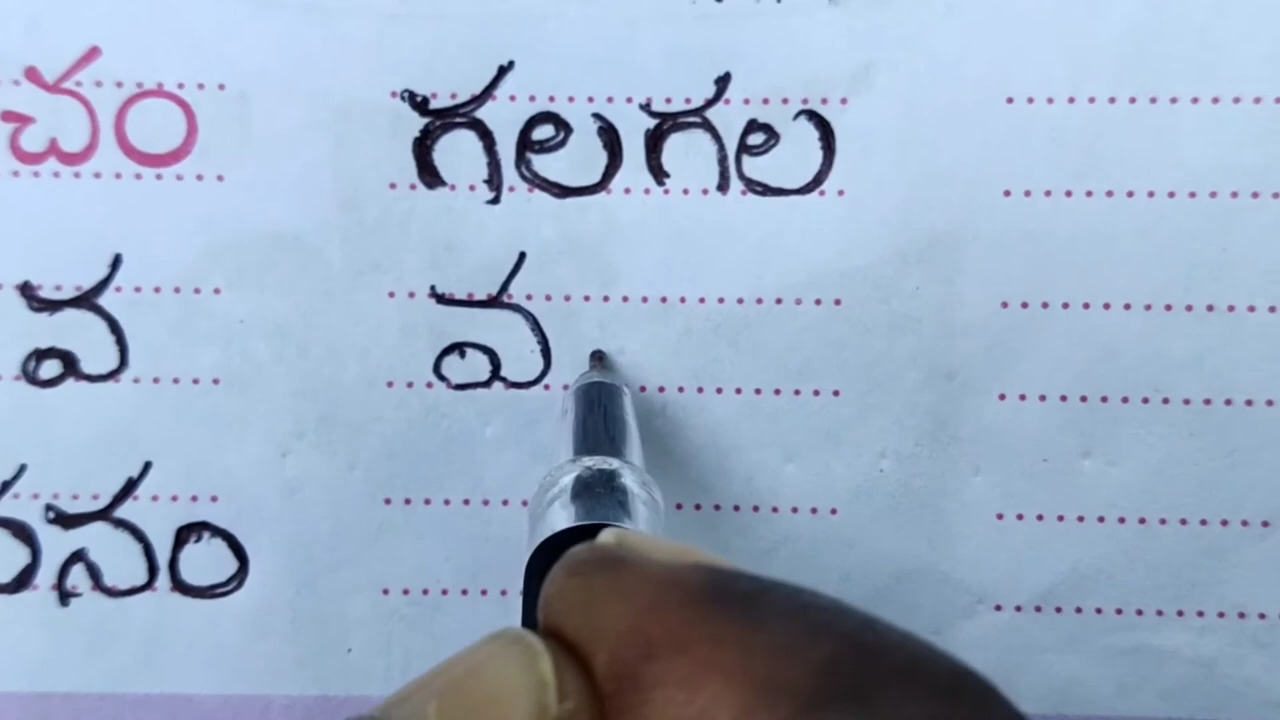 చం గలగల
వ వ
నం